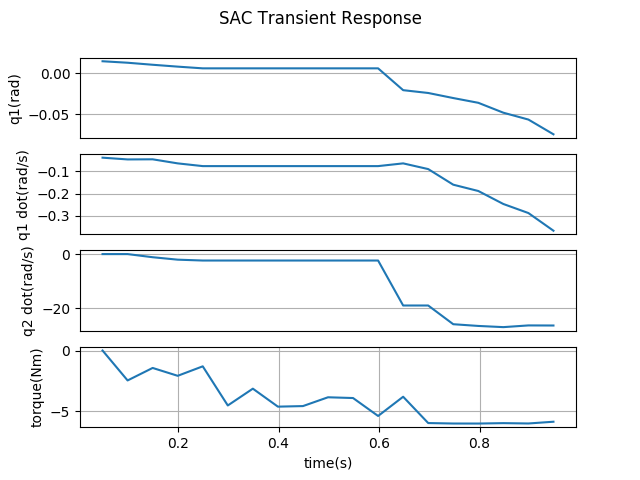 SAC Transient Response
q1(rad)
0.00
−0.05
q1 dot(rad/s)
−0.1
−0.2
−0.3
q2 dot(rad/s)
0
−20
torque(Nm)
0
−5
0.2 0.4 0.6 0.8
time(s)